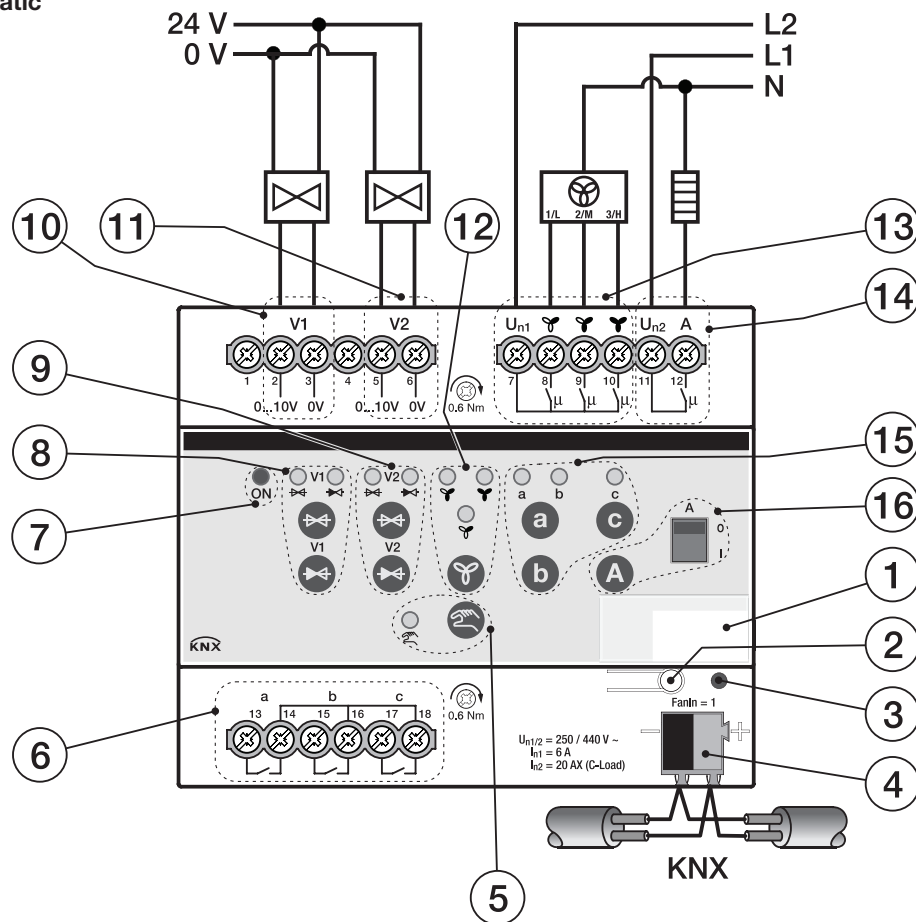 atic
24 V
0 V
L2
L1
N
1/L 2/M 3/H
10
11
12
13
14
V1 V2 Un1 Un2 A
1 2 3 4 5 6 7 8 9 10 11 12
0...10V 0V 0...10V 0V
0.6 Nm
µ µ µ µ
9
8
7
15
16
V1 V2
ON
a b c
A
0
I
a c
V1 V2
b A
1
KNX
2
3
FanIn = 1
a b c
13 14 15 16 17 18
0.6 Nm
6
Un1/2 = 250 / 440 V ~
In1 = 6 A
In2 = 20 AX (C-Load)
− +
4
KNX
5